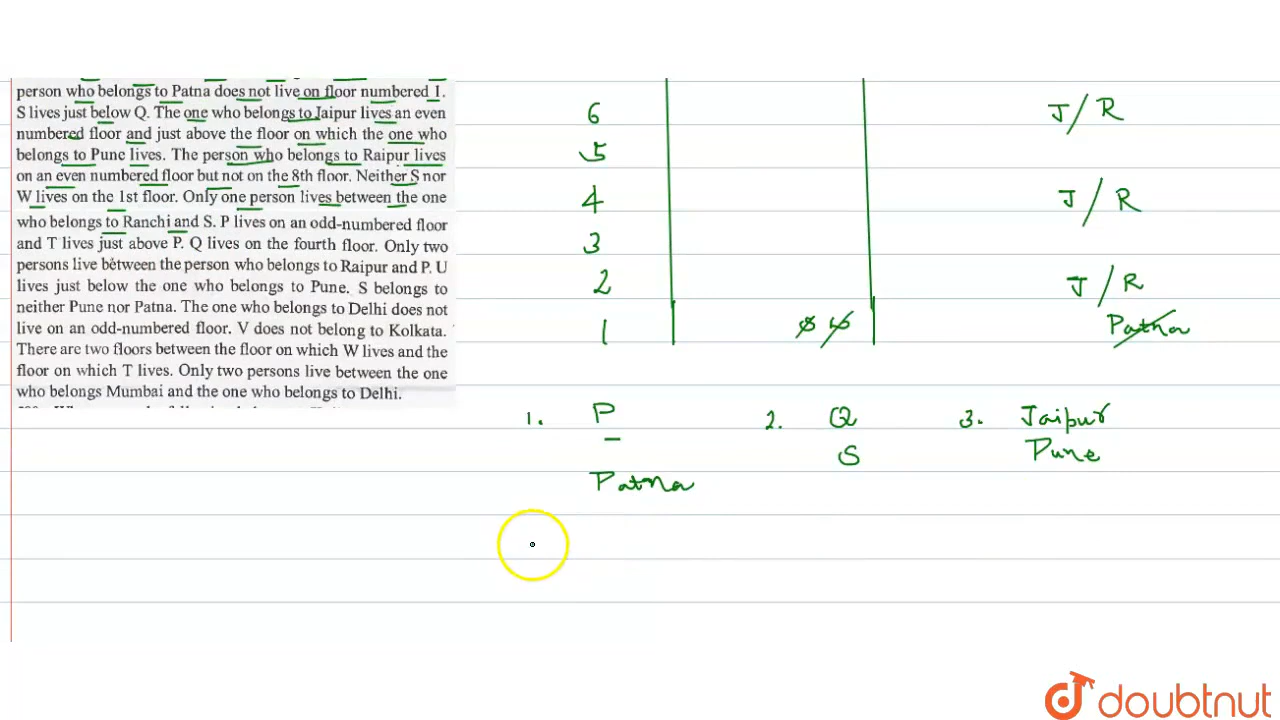 person who belongs to Patna does not live on floor numbered 1.
S lives just below Q. The one who belongs to Jaipur lives an even
numbered floor and just above the floor on which the one who
belongs to Pune lives. The person who belongs to Raipur lives
on an even numbered floor but not on the 8th floor. Neither S nor
W lives on the 1st floor. Only one person lives between the one
who belongs to Ranchi and S. P lives on an odd-numbered floor
and T lives just above P. Q lives on the fourth floor. Only two
persons live between the person who belongs to Raipur and P. U
lives just below the one who belongs to Pune. S belongs to
neither Pune nor Patna. The one who belongs to Delhi does not
live on an odd-numbered floor. V does not belong to Kolkata.
There are two floors between the floor on which W lives and the
floor on which T lives. Only two persons live between the one
who belongs Mumbai and the one who belongs to Delhi.
6 J/R
5
4 J/R
3
2 J/R
1 Patna
1. P 2. Q 3. Jaipur
S Pune
Patna
doubtnut